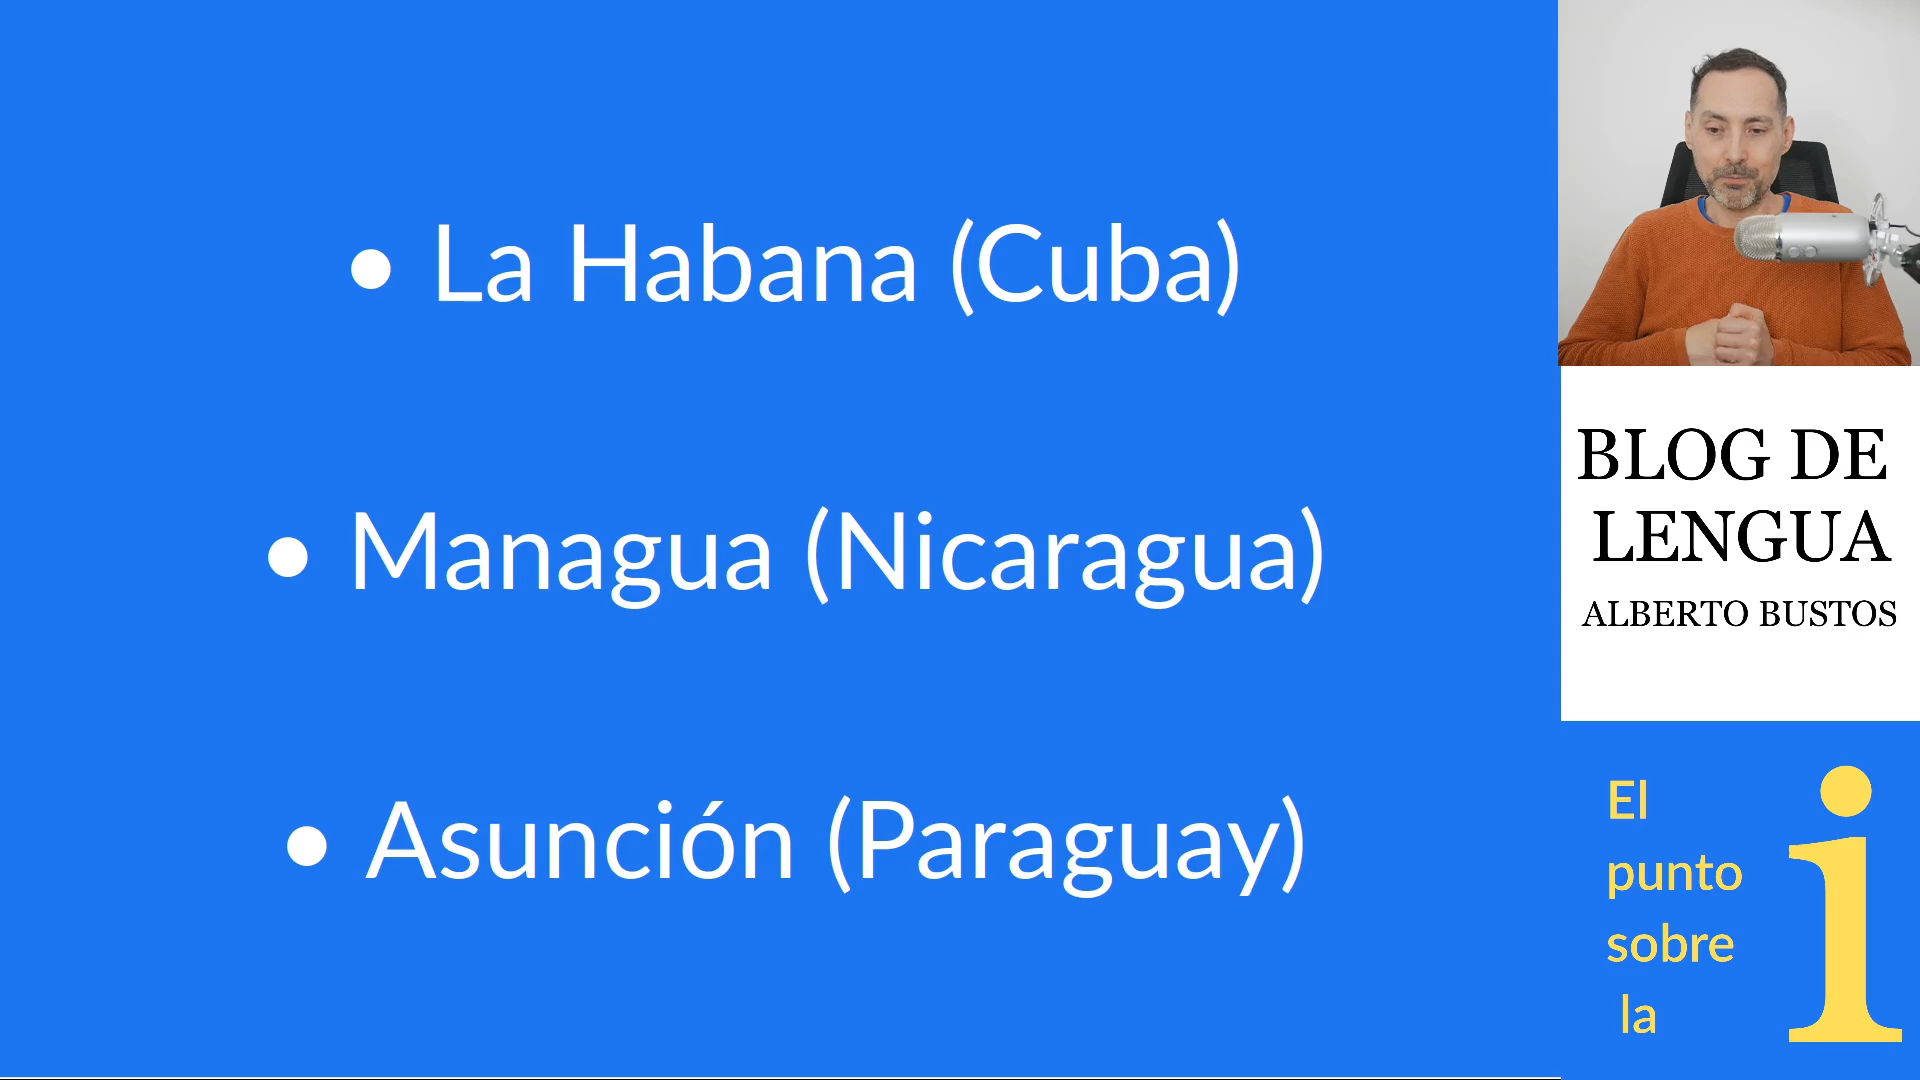 • La Habana (Cuba)
• Managua (Nicaragua)
• Asunción (Paraguay)
BLOG DE
LENGUA
ALBERTO BUSTOS
El
punto
sobre
la
i